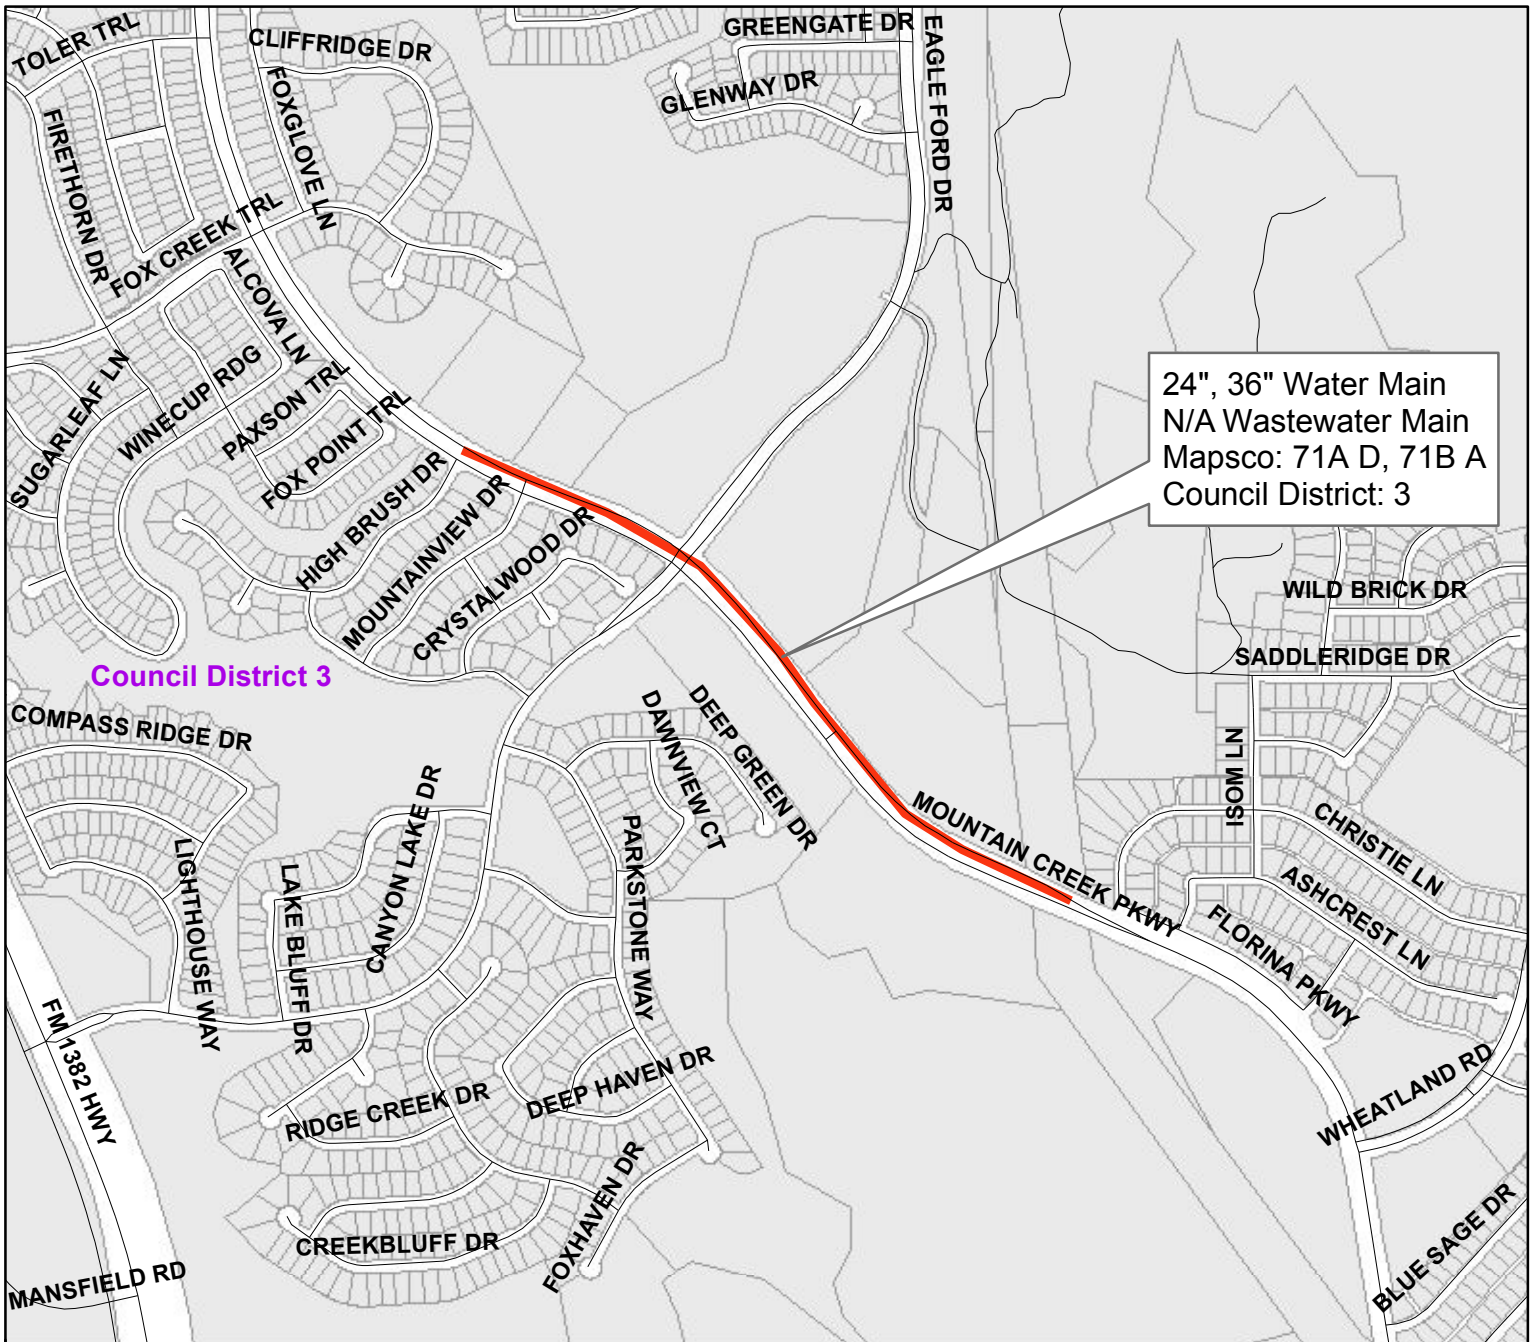 TOLER TRL
CLIFFRIDGE DR
GREENGATE DR
EAGLE FORD DR
FOXGLOVE LN
GLENWAY DR
FIRETHORN DR
FOX CREEK TRL
ALCOVA LN
SUGARLEAF LN
WINECUP RDG
PAXSON TRL
FOX POINT TRL
24", 36" Water Main
N/A Wastewater Main
Mapsco: 71A D, 71B A
Council District: 3
HIGH BRUSH DR
MOUNTAINVIEW DR
CRYSTALWOOD DR
WILD BRICK DR
SADDLERIDGE DR
Council District 3
COMPASS RIDGE DR
DAWNVIEW CT
DEEP GREEN DR
ISOM LN
MOUNTAIN CREEK PKWY
CHRISTIE LN
ASHCREST LN
FLORINA PKWY
LIGHTHOUSE WAY
LAKE BLUFF DR
CANYON LAKE DR
PARKSTONE WAY
FM 1382 HWY
RIDGE CREEK DR
DEEP HAVEN DR
WHEATLAND RD
FOXHAVEN DR
CREEKBLUFF DR
BLUE SAGE DR
MANSFIELD RD